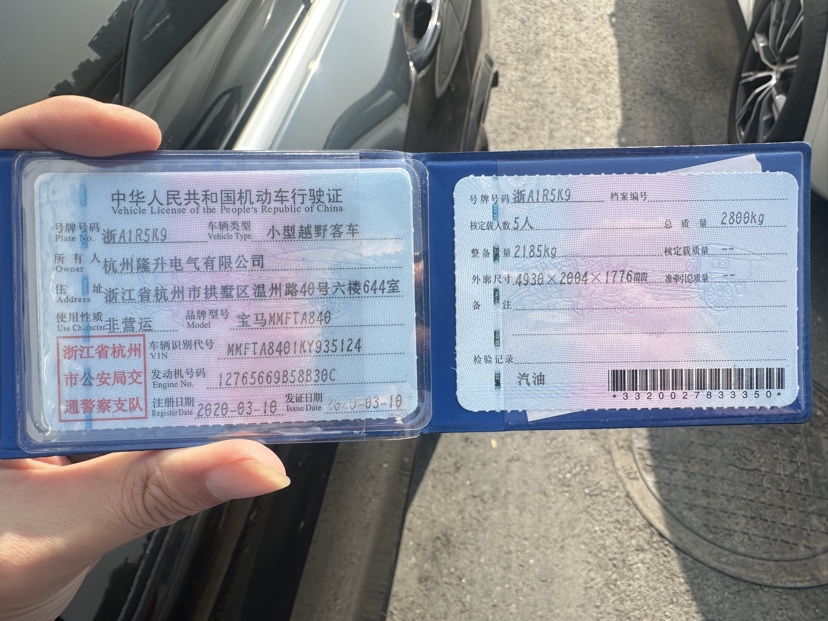 中华人民共和国机动车行驶证
Vehicle License of the People's Republic of China
号牌号码 浙A1R5K9 车辆类型 小型越野客车
Plate No. Vehicle Type
所有人 杭州隆升电气有限公司
Owner
住址 浙江省杭州市拱墅区温州路40号六楼644室
Address
使用性质 非营运 品牌型号 宝马MMFTA840
Use Character Model
浙江省杭州
市公安局交
通警察支队
车辆识别代号 MMFTA8401KY935124
VIN
发动机号码 12765669B58B30C
Engine No.
注册日期 2020-03-10 发证日期 2020-03-10
Register Date Issue Date
号牌号码 浙A1R5K9 档案编号
核定载人数 5人 总质量 2800kg
整备质量 2185kg 核定载质量 --
外廓尺寸 4930×2004×1776mm 准牵引总质量 --
备注
检验记录
汽油
*3320027833350*